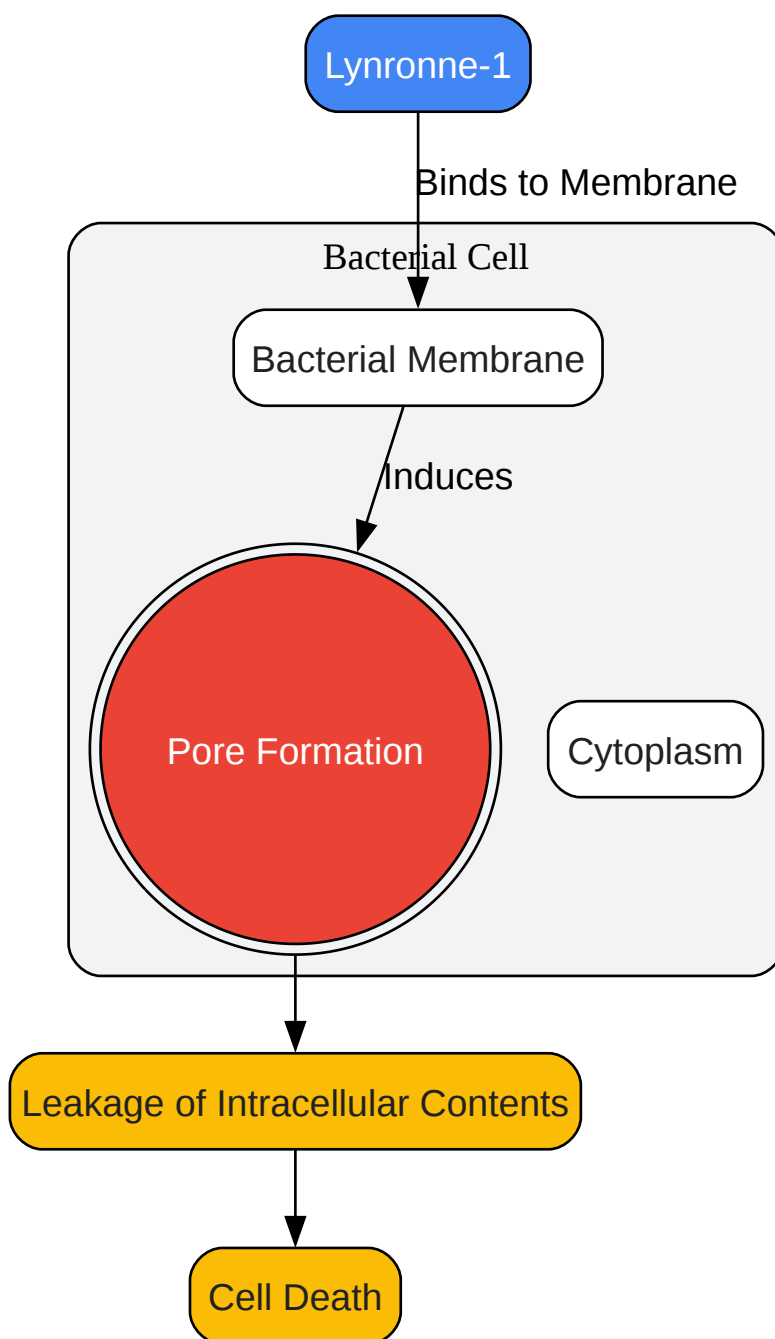 Lynronne-1
Binds to Membrane
Bacterial Cell
Bacterial Membrane
Induces
Pore Formation
Cytoplasm
Leakage of Intracellular Contents
Cell Death